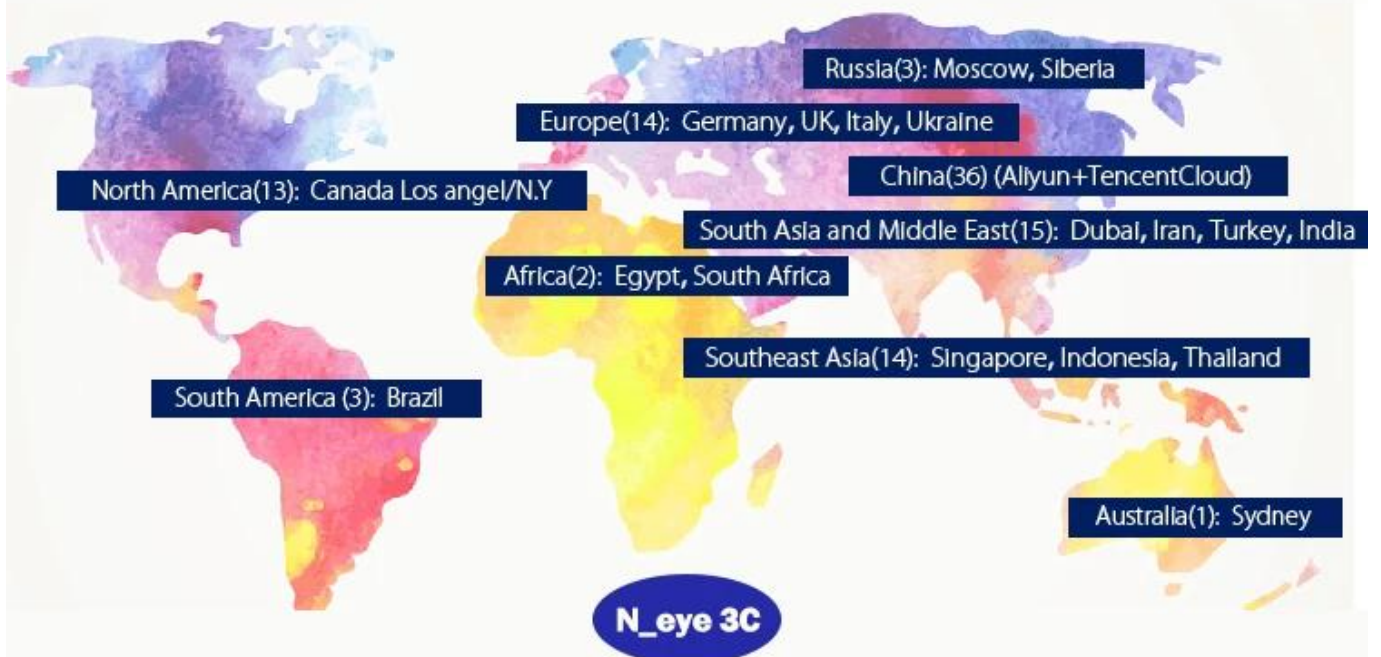 Russia(3): Moscow, Siberia
Europe(14): Germany, UK, Italy, Ukraine
China(36) (Aliyun+TencentCloud)
North America(13): Canada Los angel/N.Y
South Asia and Middle East(15): Dubai, Iran, Turkey, India
Africa(2): Egypt, South Africa
Southeast Asia(14): Singapore, Indonesia, Thailand
South America (3): Brazil
Australia(1): Sydney
N_eye 3C